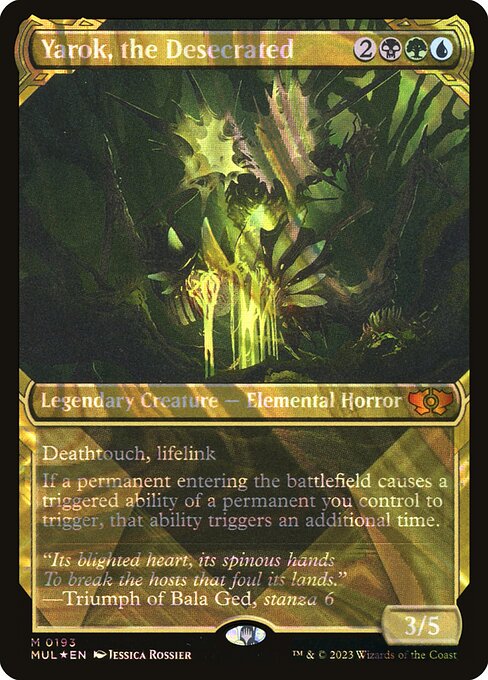 Yarok, the Desecrated 2
Legendary Creature — Elemental Horror
Deathtouch, lifelink
If a permanent entering the battlefield causes a
triggered ability of a permanent you control to
trigger, that ability triggers an additional time.
“Its blighted heart, its spinous hands
To break the hosts that foul its lands.”
—Triumph of Bala Ged, stanza 6
3/5
M 0193
MUL★EN Jessica Rossier
™ & © 2023 Wizards of the Coast